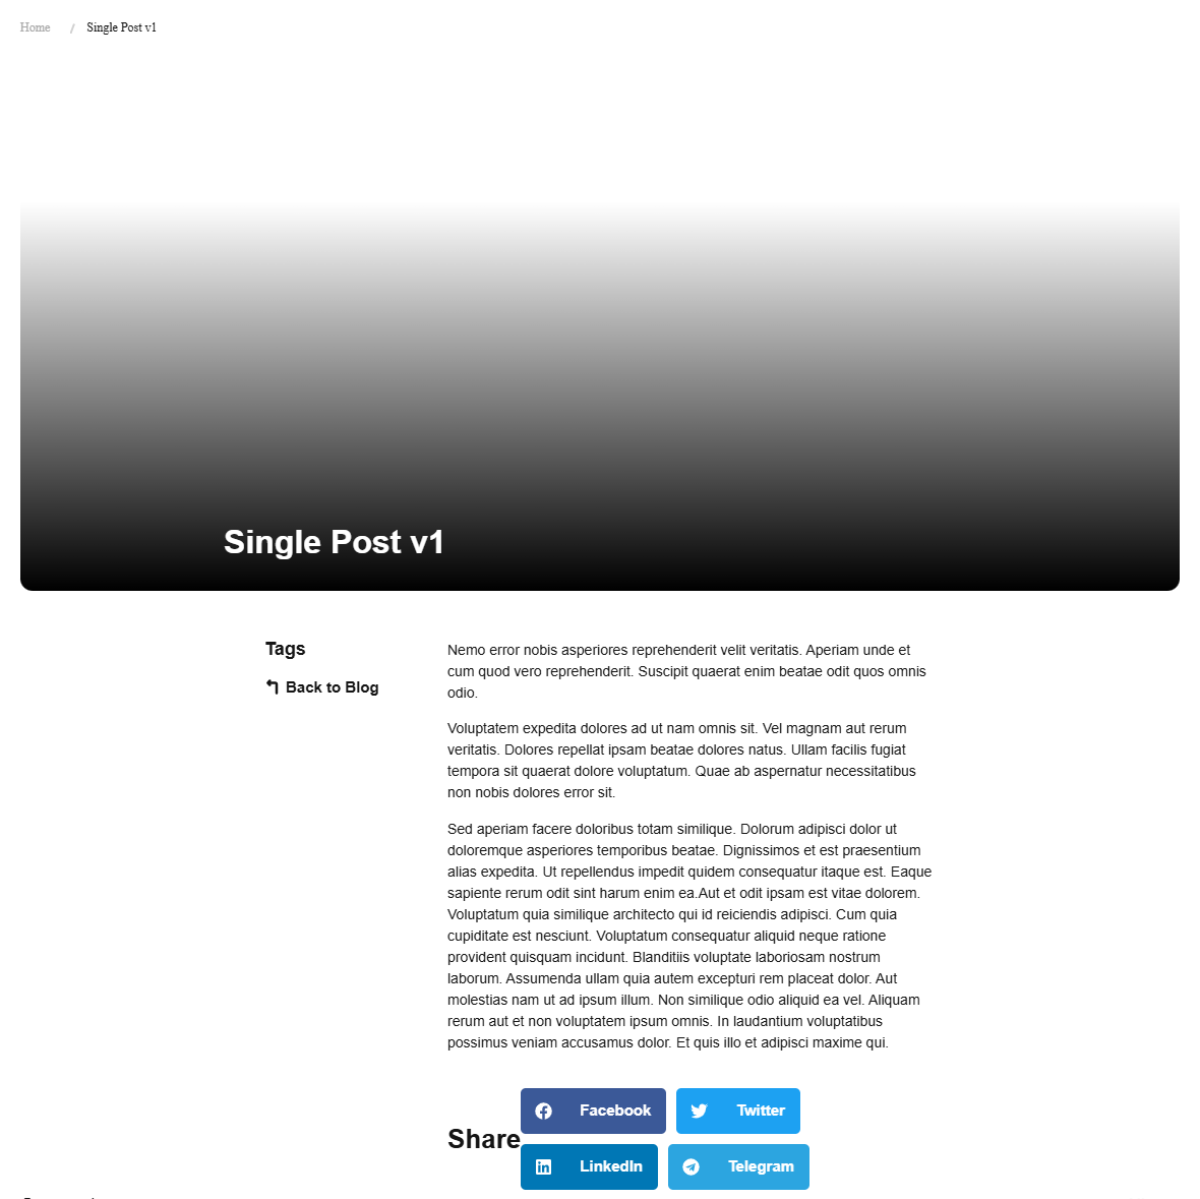 Home / Single Post v1
Single Post v1
Tags
Back to Blog
Nemo error nobis asperiores reprehenderit velit veritatis. Aperiam unde et
cum quod vero reprehenderit. Suscipit quaerat enim beatae odit quos omnis
odio.
Voluptatem expedita dolores ad ut nam omnis sit. Vel magnam aut rerum
veritatis. Dolores repellat ipsam beatae dolores natus. Ullam facilis fugiat
tempora sit quaerat dolore voluptatum. Quae ab aspernatur necessitatibus
non nobis dolores error sit.
Sed aperiam facere doloribus totam similique. Dolorum adipisci dolor ut
doloremque asperiores temporibus beatae. Dignissimos et est praesentium
alias expedita. Ut repellendus impedit quidem consequatur itaque est. Eaque
sapiente rerum odit sint harum enim ea.Aut et odit ipsam est vitae dolorem.
Voluptatum quia similique architecto qui id reiciendis adipisci. Cum quia
cupiditate est nesciunt. Voluptatum consequatur aliquid neque ratione
provident quisquam incidunt. Blanditiis voluptate laboriosam nostrum
laborum. Assumenda ullam quia autem excepturi rem placeat dolor. Aut
molestias nam ut ad ipsum illum. Non similique odio aliquid ea vel. Aliquam
rerum aut et non voluptatem ipsum omnis. In laudantium voluptatibus
possimus veniam accusamus dolor. Et quis illo et adipisci maxime qui.
Share
Facebook
Twitter
LinkedIn
Telegram